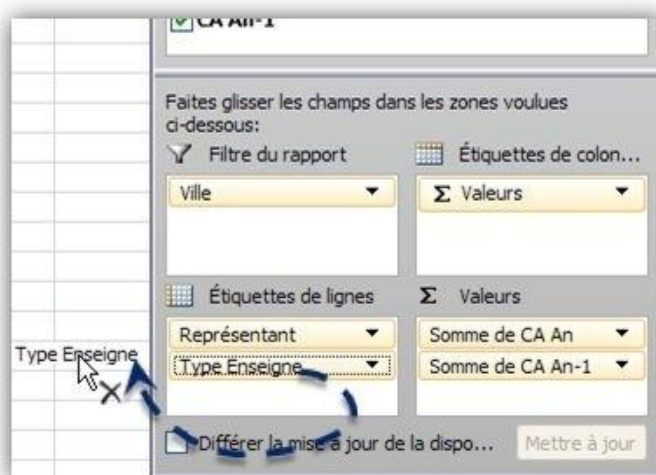 CA An-1
Faites glisser les champs dans les zones voulues
ci-dessous:
Filtre du rapport
Étiquettes de colon...
Ville
Σ Valeurs
Étiquettes de lignes
Σ Valeurs
Représentant
Somme de CA An
Type Enseigne
Type Enseigne
Somme de CA An-1
Différer la mise à jour de la dispo...
Mettre à jour